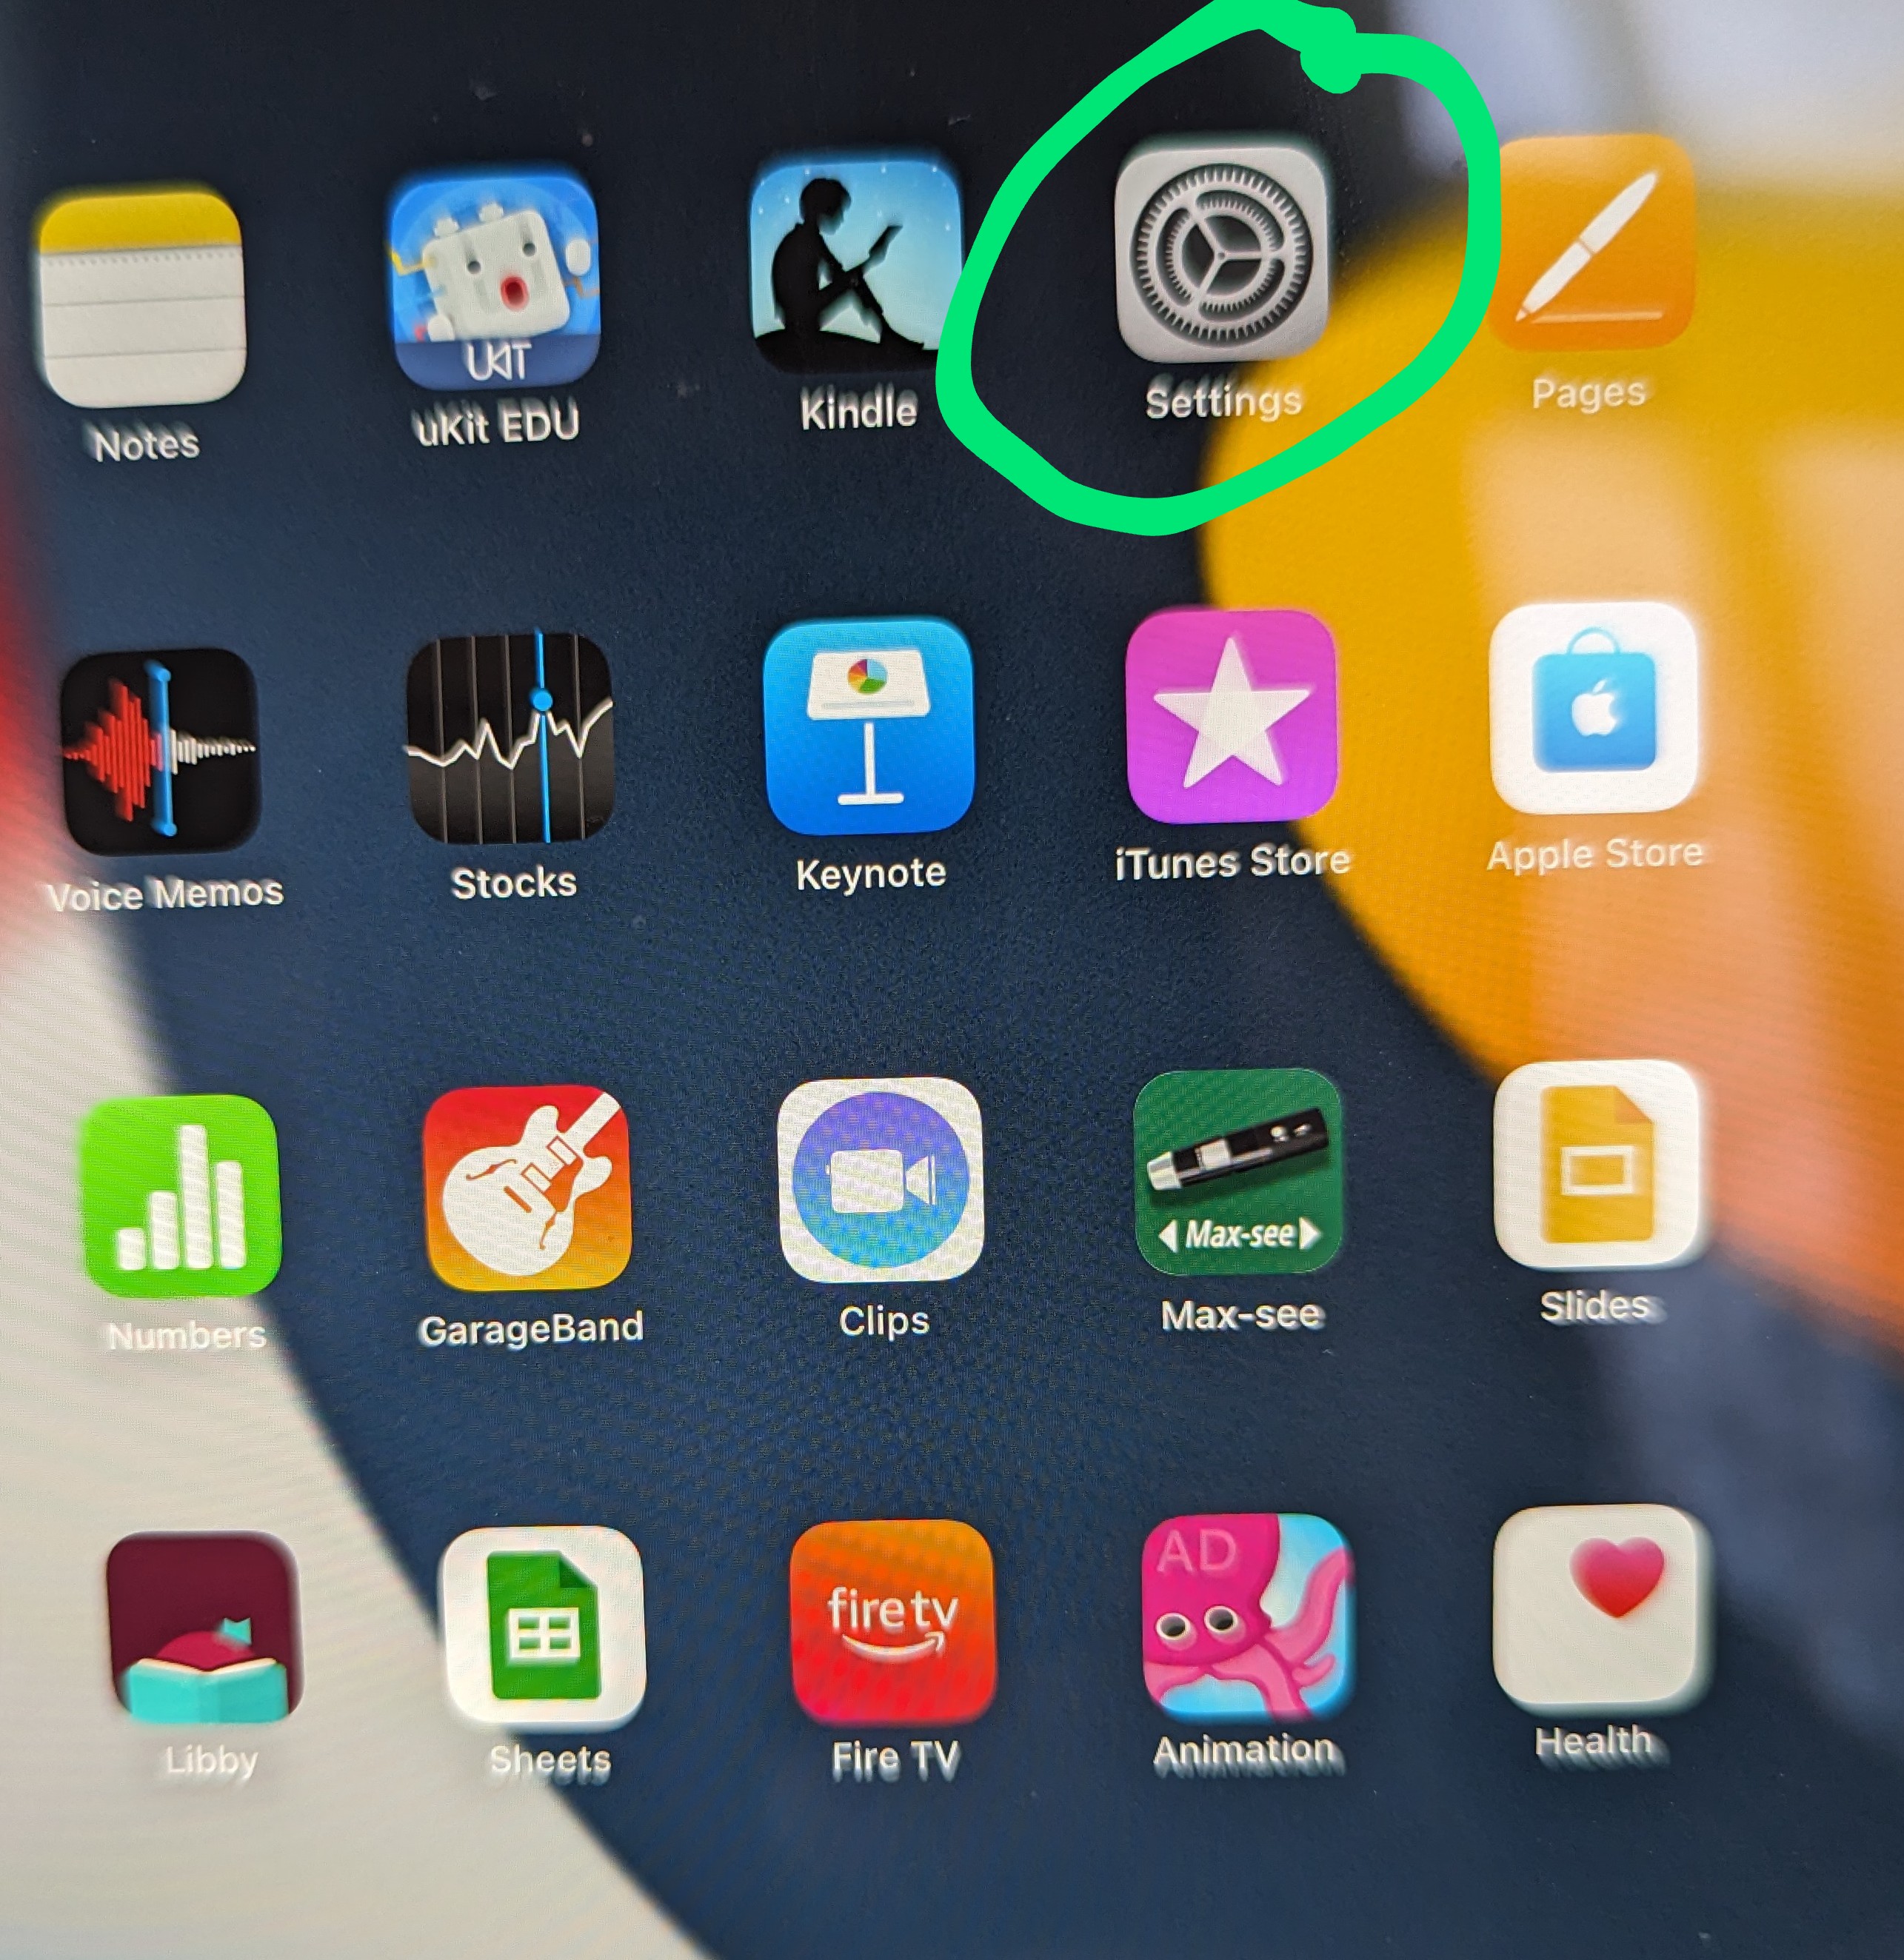 UKIT
Notes
uKit EDU
Kindle
Settings
Pages
Voice Memos
Stocks
Keynote
iTunes Store
Apple Store
Max-see
Numbers
GarageBand
Clips
Max-see
Slides
fire tv
AD
Libby
Sheets
Fire TV
Animation
Health